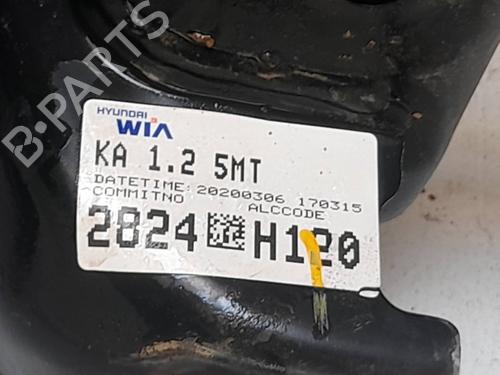 HYUNDAI
WIA
KA 1.2 5MT
DATETIME: 20200306 170315
COMMITNO ALCCODE
2824 H120
B-PARTS